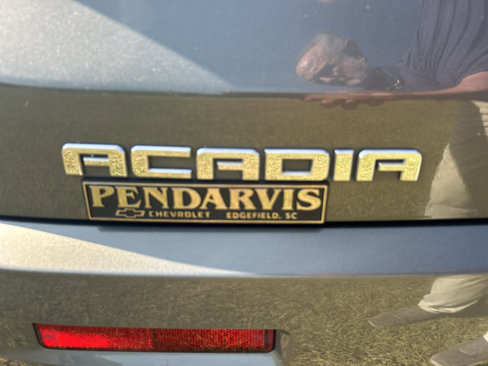 ACADIA
PENDARVIS
CHEVROLET EDGEFIELD, SC